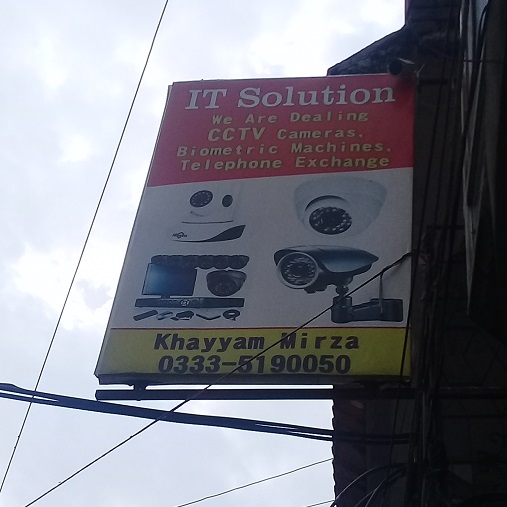 IT Solution
We Are Dealing
CCTV Cameras.
Biometric Machines.
Telephone Exchange
Khayyam Mirza
0333-5190050